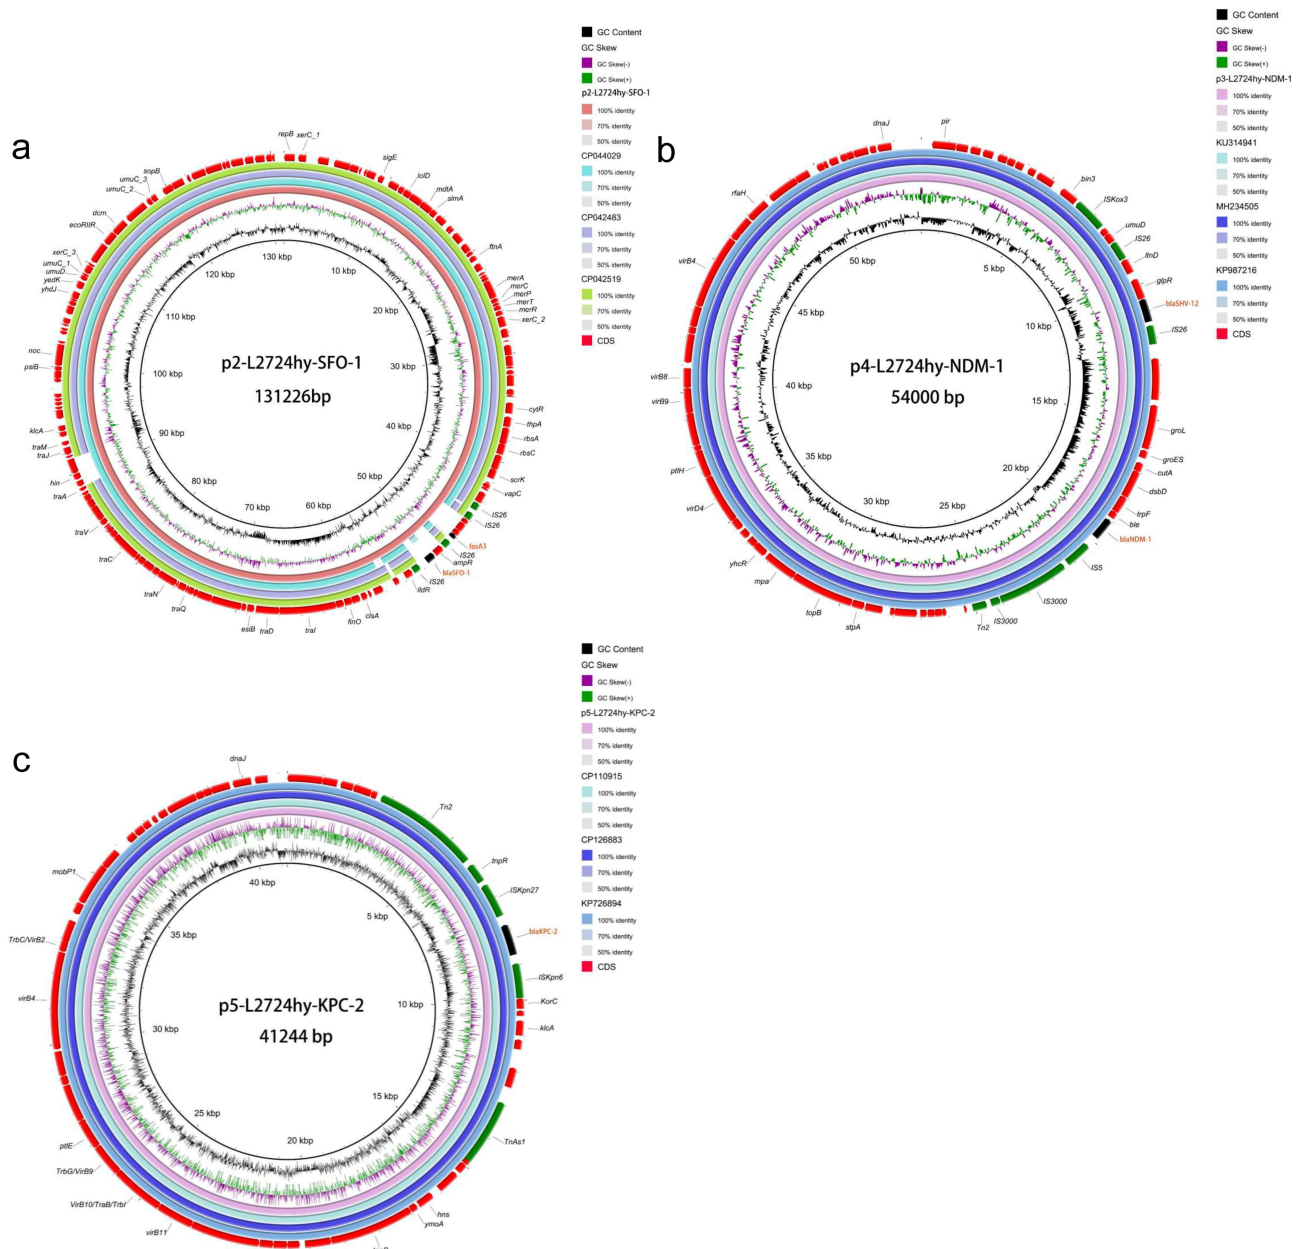 a
repB
xerC_1
sigE
lolD
mdtA
slmA
ftnA
merA
merC
merP
merT
merR
xerC_2
cytR
thpA
rbsA
rbsC
scrK
vapC
IS26
IS26
fosA3
IS26
ampR
blaSFO-1
IS26
lldR
clsA
finO
traI
traD
esiB
traQ
traN
traC
traV
traA
hin
traJ
traM
klcA
psiB
noc
yhdJ
yedK
umuD
umuC_1
xerC_3
ecoRIIR
dcm
umuC_2
umuC_3
sopB
130 kbp
10 kbp
20 kbp
30 kbp
40 kbp
50 kbp
60 kbp
70 kbp
80 kbp
90 kbp
100 kbp
110 kbp
120 kbp
p2-L2724hy-SFO-1
131226bp
GC Content
GC Skew
GC Skew(-)
GC Skew(+)
p2-L2724hy-SFO-1
100% identity
70% identity
50% identity
CP044029
100% identity
70% identity
50% identity
CP042483
100% identity
70% identity
50% identity
CP042519
100% identity
70% identity
50% identity
CDS
b
dnaJ
pir
bin3
ISKox3
umuD
IS26
ltnD
glpR
blaSHV-12
IS26
groL
groES
cutA
dsbD
trpF
ble
blaNDM-1
IS5
IS3000
IS3000
Tn2
stpA
topB
mpa
yhcR
virD4
ptlH
virB9
virB8
virB4
rfaH
5 kbp
10 kbp
15 kbp
20 kbp
25 kbp
30 kbp
35 kbp
40 kbp
45 kbp
50 kbp
p4-L2724hy-NDM-1
54000 bp
GC Content
GC Skew
GC Skew(-)
GC Skew(+)
p3-L2724hy-NDM-1
100% identity
70% identity
50% identity
KU314941
100% identity
70% identity
50% identity
MH234505
100% identity
70% identity
50% identity
KP987216
100% identity
70% identity
50% identity
CDS
c
dnaJ
Tn2
tnpR
ISKpn27
blaKPC-2
ISKpn6
KorC
klcA
TnAs1
hns
ymoA
virB11
VirB10/TraB/TrbI
TrbG/VirB9
ptlE
virB4
TrbC/VirB2
mobP1
40 kbp
5 kbp
10 kbp
15 kbp
20 kbp
25 kbp
30 kbp
35 kbp
p5-L2724hy-KPC-2
41244 bp
GC Content
GC Skew
GC Skew(-)
GC Skew(+)
p5-L2724hy-KPC-2
100% identity
70% identity
50% identity
CP110915
100% identity
70% identity
50% identity
CP126883
100% identity
70% identity
50% identity
KP726894
100% identity
70% identity
50% identity
CDS